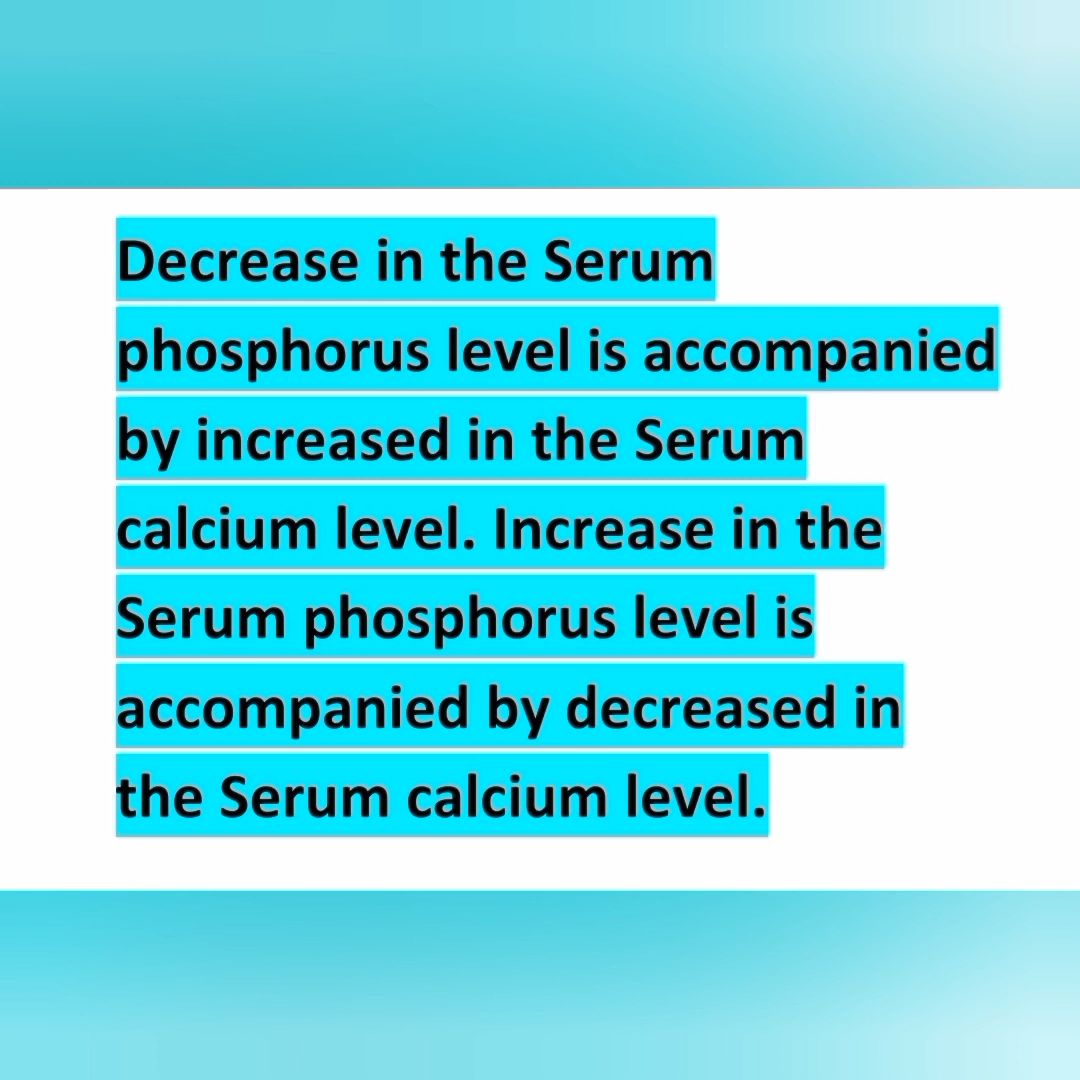 Decrease in the Serum
phosphorus level is accompanied
by increased in the Serum
calcium level. Increase in the
Serum phosphorus level is
accompanied by decreased in
the Serum calcium level.